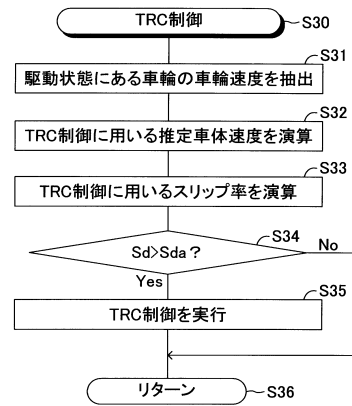 TRC制御
S30
S31
駆動状態にある車輪の車輪速度を抽出
S32
TRC制御に用いる推定車体速度を演算
S33
TRC制御に用いるスリップ率を演算
S34
Sd>Sda?
No
Yes
S35
TRC制御を実行
リターン
S36